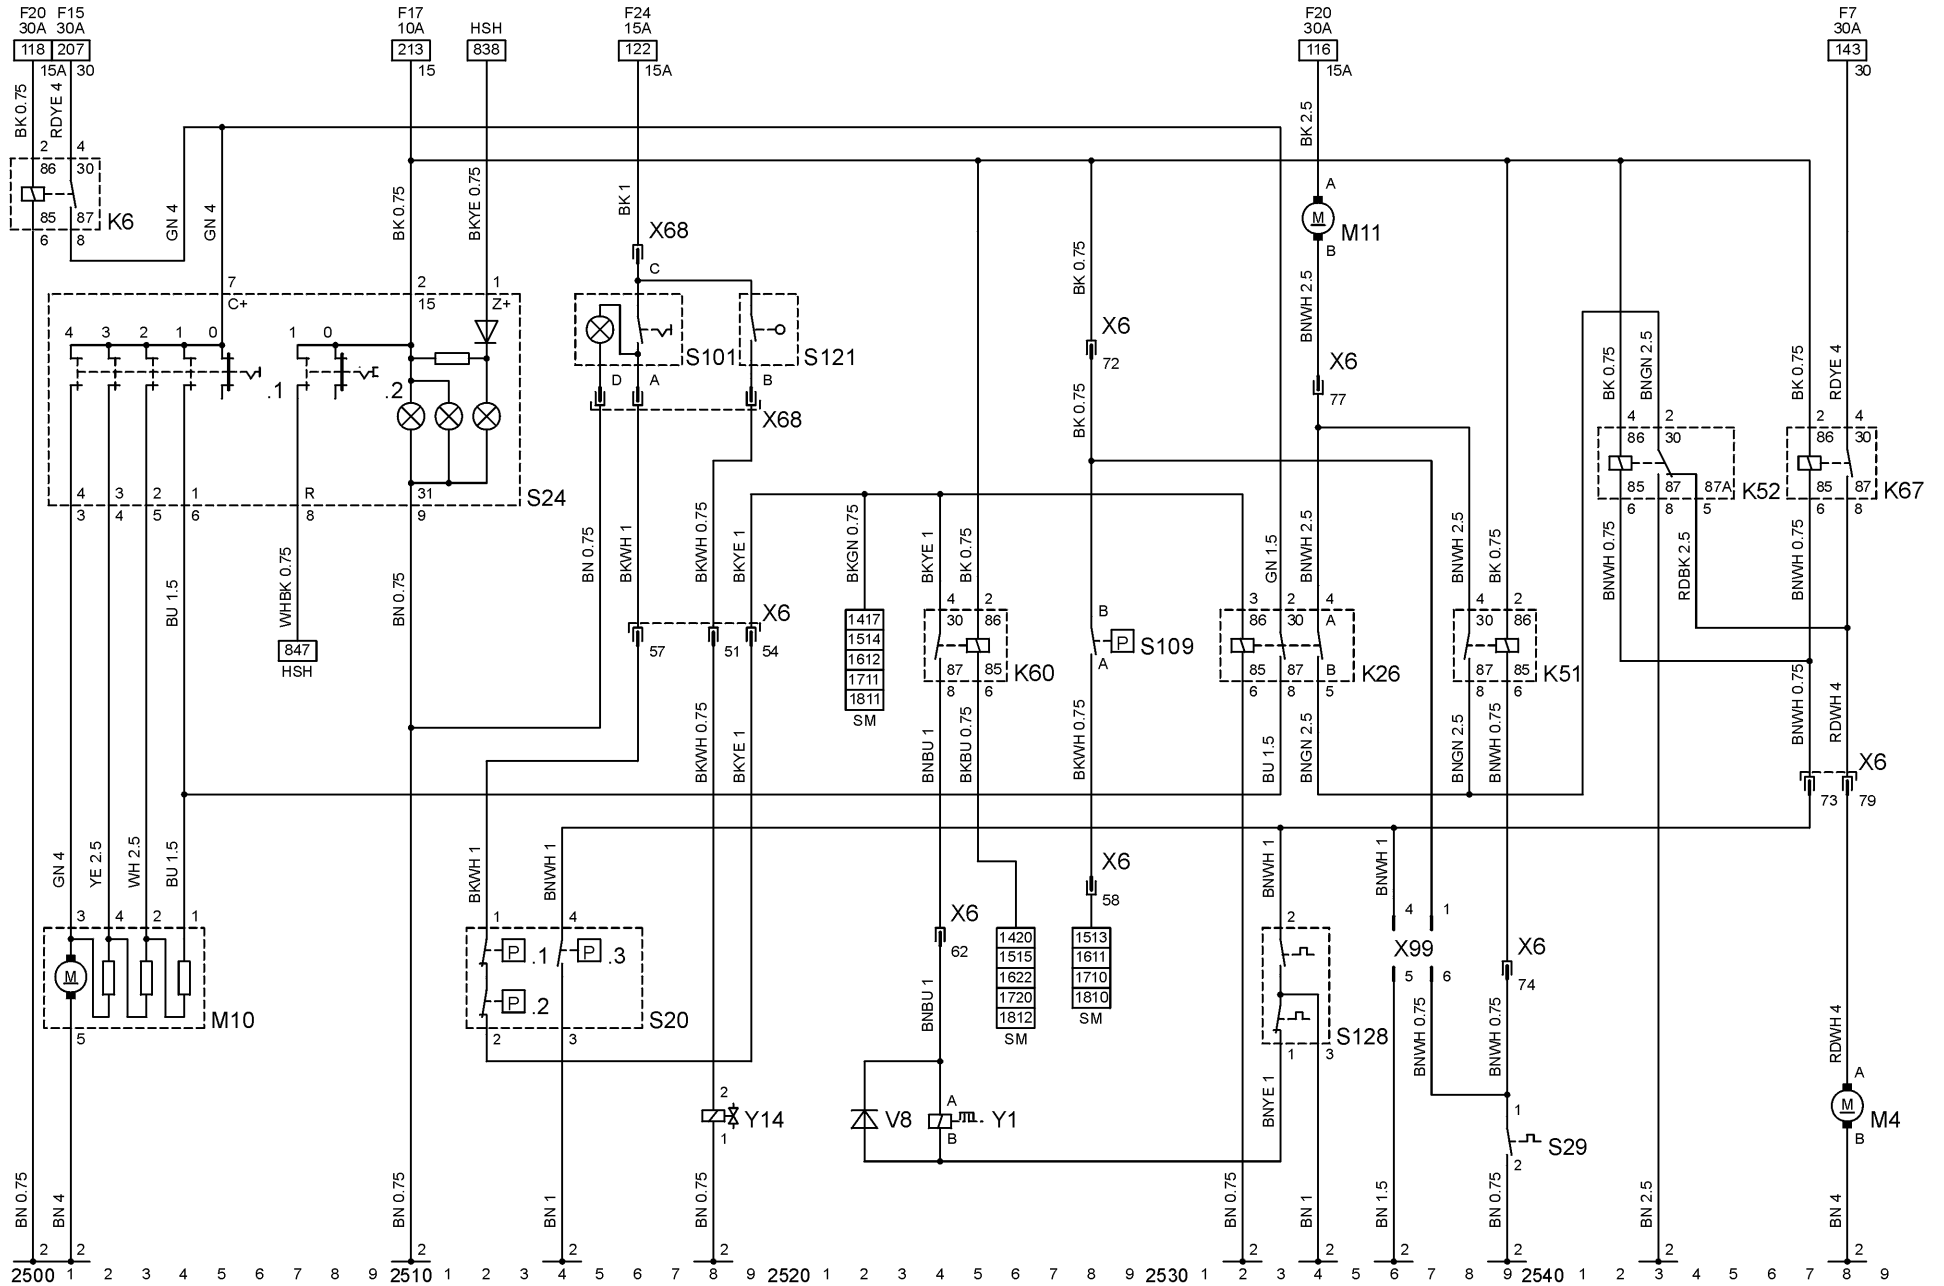 F20 F15 F17 F24 F20 F7
30A 30A 10A HSH 15A 30A 30A
118 207 213 838 122 116 143
15A 30 15 15A 15A 30
BK 0.75 RDYE 4 BK 2.5
2 4
86 30
85 87 K6
6 8
GN 4 GN 4 BK 0.75 BKYE 0.75 BK 1 BK 0.75 BNWH 2.5
A
M M11
B
X68
C
7 2 1
C+ 15 Z+
4 3 2 1 0 1 0
.1 .2
S101 S121
D A B
X68
X6
72
X6
77
BK 0.75
BK 0.75 BNGN 2.5 BK 0.75 RDYE 4
4 2 2 4
86 30 86 30
85 87 87A K52 85 87 K67
6 8 5 6 8
4 3 2 1 R 31 S24
3 4 5 6 8 9
BU 1.5 WHBK 0.75 BN 0.75 BN 0.75 BKWH 1 BKWH 0.75 BKYE 1 BKGN 0.75 BKYE 1 BK 0.75 GN 1.5 BNWH 2.5 BNWH 2.5 BK 0.75 BNWH 0.75 RDBK 2.5 BNWH 0.75
847
HSH
X6
57 51 54
1417
1514
1612
1711
1811
SM
4 2
30 86
87 85 K60
8 6
B
P S109
A
3 2 4
86 30 A
85 87 B K26
6 8 5
4 2
30 86
87 85 K51
8 6
BKWH 0.75 BKYE 1 BNBU 1 BKBU 0.75 BKWH 0.75 BU 1.5 BNGN 2.5 BNGN 2.5 BNWH 0.75 BNWH 0.75 RDWH 4
X6
73 79
GN 4 YE 2.5 WH 2.5 BU 1.5 BKWH 1 BNWH 1 BNWH 1 BNWH 1
X6
58
3 4 2 1
M M10
5
1 4
P .1 P .3
P .2 S20
2 3
X6
62
1420
1515
1622
1720
1812
SM
1513
1611
1710
1810
SM
2
S128
1 3
4 1
X99
5 6
X6
74
BNBU 1 BNWH 0.75 BNWH 0.75 RDWH 4
BNYE 1
2
Y14
1
V8
A
Y1
B
1
S29
2
A
M M4
B
BN 0.75 BN 4 BN 0.75 BN 1 BN 0.75 BN 0.75 BN 1 BN 1.5 BN 0.75 BN 2.5 BN 4
2 2 2 2 2 2 2 2 2 2 2
2500 1 2 3 4 5 6 7 8 9 2510 1 2 3 4 5 6 7 8 9 2520 1 2 3 4 5 6 7 8 9 2530 1 2 3 4 5 6 7 8 9 2540 1 2 3 4 5 6 7 8 9